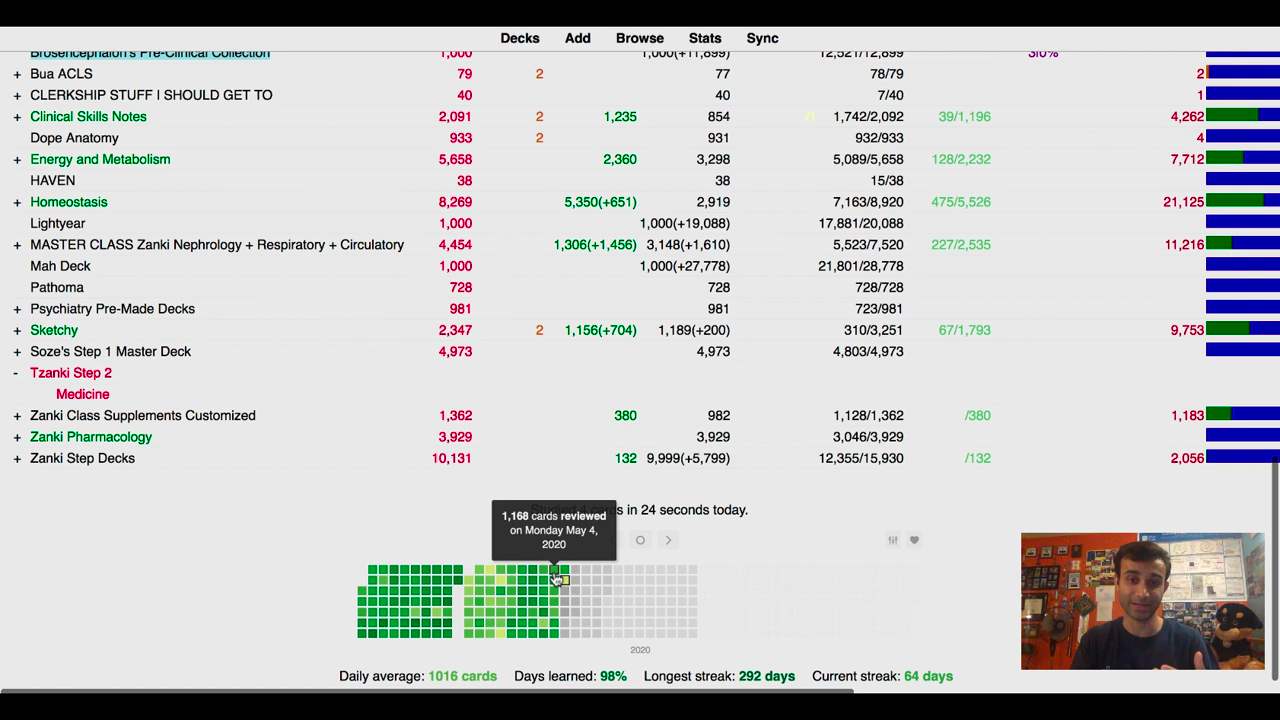 Decks Add Browse Stats Sync
Brosencephalon's Pre-Clinical Collection 1,000 1,000(+11,899) 12,521/12,899
+ Bua ACLS 79 2 77 78/79 2
+ CLERKSHIP STUFF I SHOULD GET TO 40 40 7/40 1
+ Clinical Skills Notes 2,091 2 1,235 854 1,742/2,092 39/1,196 4,262
Dope Anatomy 933 2 931 932/933 4
+ Energy and Metabolism 5,658 2,360 3,298 5,089/5,658 128/2,232 7,712
HAVEN 38 38 15/38
+ Homeostasis 8,269 5,350(+651) 2,919 7,163/8,920 475/5,526 21,125
Lightyear 1,000 1,000(+19,088) 17,881/20,088
+ MASTER CLASS Zanki Nephrology + Respiratory + Circulatory 4,454 1,306(+1,456) 3,148(+1,610) 5,523/7,520 227/2,535 11,216
Mah Deck 1,000 1,000(+27,778) 21,801/28,778
Pathoma 728 728 728/728
+ Psychiatry Pre-Made Decks 981 981 723/981
+ Sketchy 2,347 2 1,156(+704) 1,189(+200) 310/3,251 67/1,793 9,753
+ Soze's Step 1 Master Deck 4,973 4,973 4,803/4,973
- Tzanki Step 2
Medicine
+ Zanki Class Supplements Customized 1,362 380 982 1,128/1,362 /380 1,183
+ Zanki Pharmacology 3,929 3,929 3,046/3,929
+ Zanki Step Decks 10,131 132 9,999(+5,799) 12,355/15,930 /132 2,056
Studied 4 cards in 24 seconds today.
1,168 cards reviewed
on Monday May 4,
2020
2020
Daily average: 1016 cards Days learned: 98% Longest streak: 292 days Current streak: 64 days